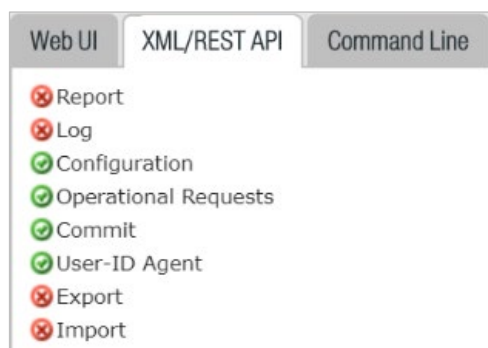 Web UI XML/REST API Command Line
Report
Log
Configuration
Operational Requests
Commit
User-ID Agent
Export
Import